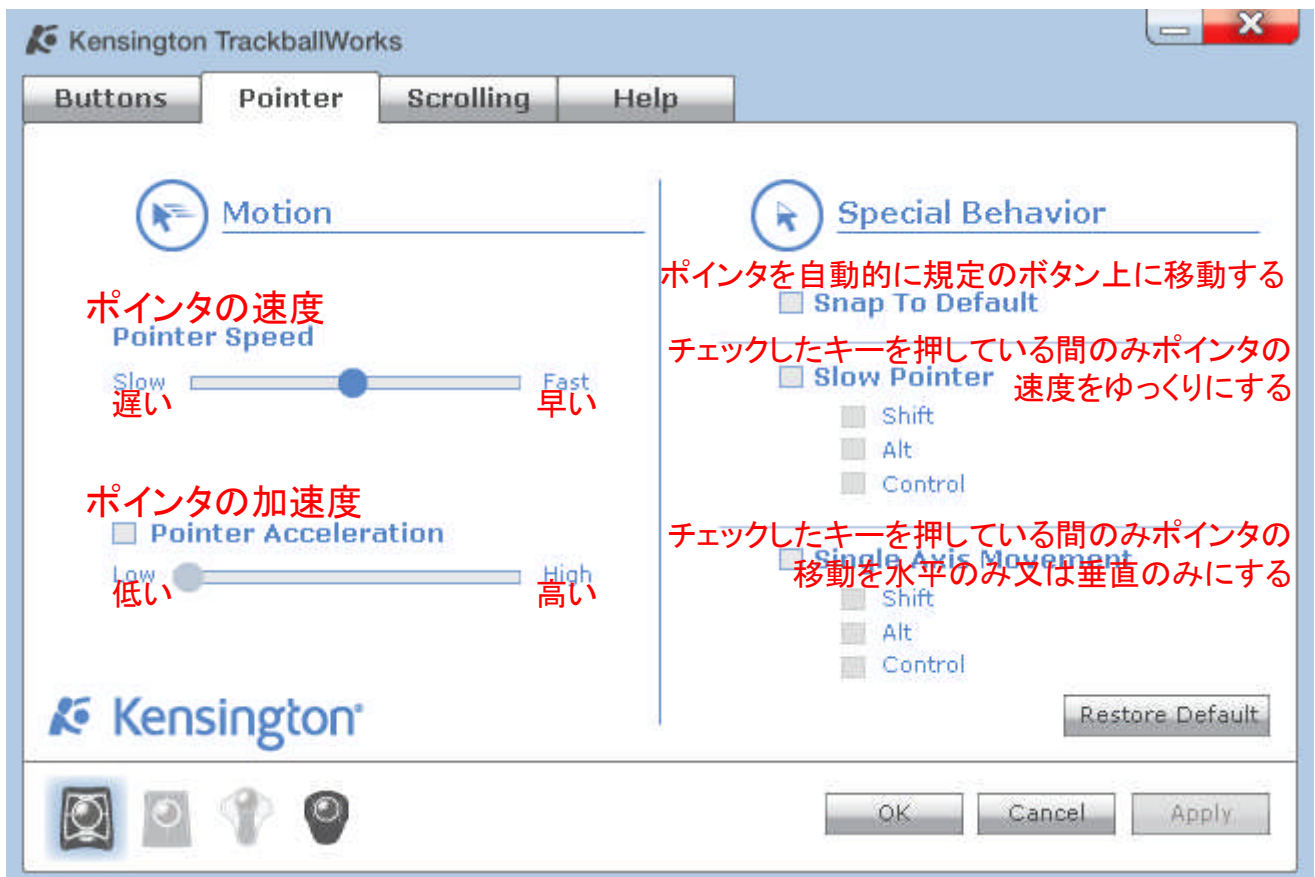 Kensington TrackballWorks
Buttons Pointer Scrolling Help
Motion
ポインタの速度
Pointer Speed
Slow Fast
遅い 早い
ポインタの加速度
Pointer Acceleration
Low High
低い 高い
Special Behavior
ポインタを自動的に規定のボタン上に移動する
Snap To Default
チェックしたキーを押している間のみポインタの
Slow Pointer
速度をゆっくりにする
Shift
Alt
Control
チェックしたキーを押している間のみポインタの
Single Axis Movement
移動を水平のみ又は垂直のみにする
Shift
Alt
Control
Kensington®
Restore Default
OK Cancel Apply